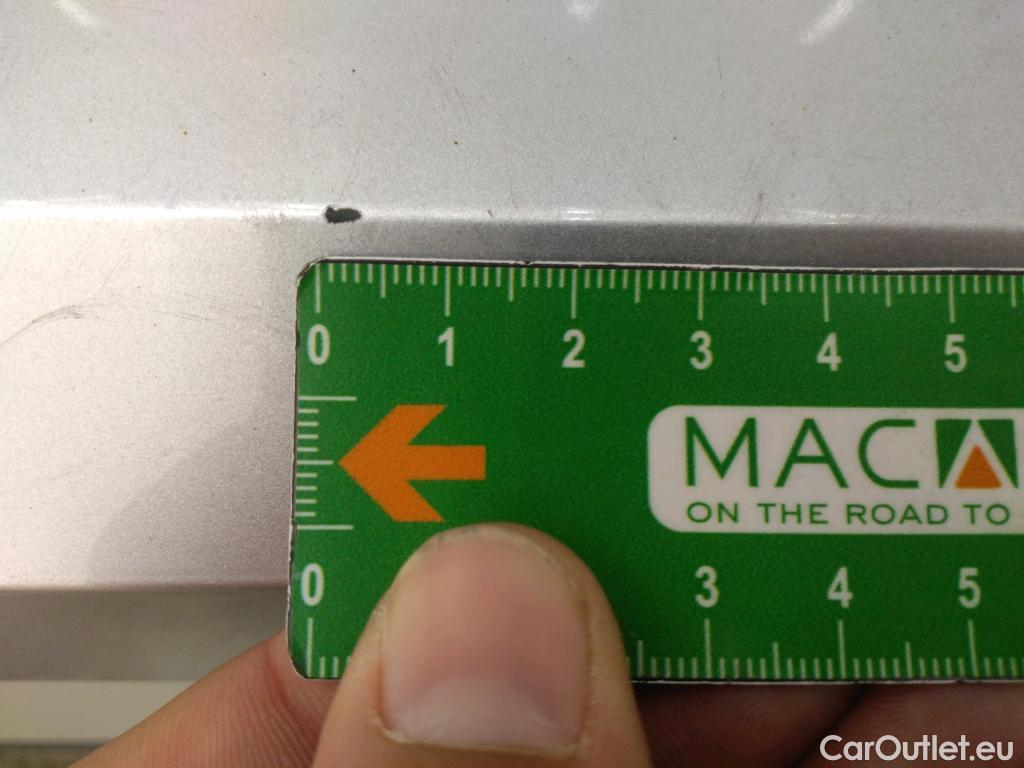 0 1 2 3 4 5
MAC
ON THE ROAD TO
0 3 4 5
CarOutlet.eu